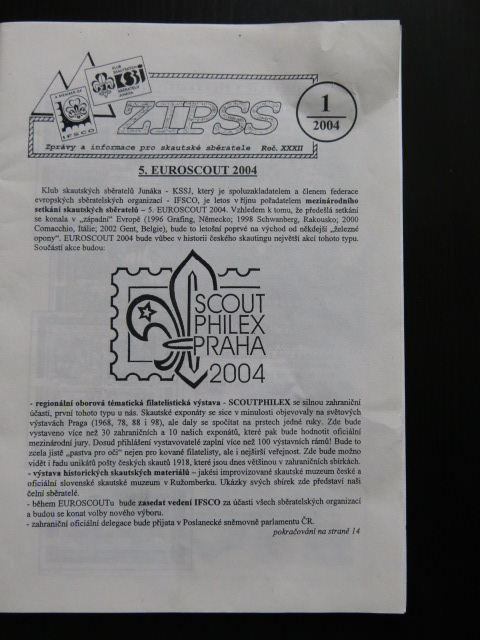 A MEMBER OF
IFSCO
KLUB
SKAUTSKÝCH
KSSJ
SBĚRATELŮ
JUNÁKA
ZIPSS
1
2004
Zprávy a informace pro skautské sběratele Roč. XXXII
5. EUROSCOUT 2004
Klub skautských sběratelů Junáka - KSSJ, který je spoluzakladatelem a členem federace
evropských sběratelských organizací - IFSCO, je letos v říjnu pořadatelem mezinárodního
setkání skautských sběratelů – 5. EUROSCOUT 2004. Vzhledem k tomu, že předešlá setkání
se konala v „západní" Evropě (1996 Grafing, Německo; 1998 Schwanberg, Rakousko; 2000
Comacchio, Itálie; 2002 Gent, Belgie), bude to letošní poprvé na východ od někdejší „železné
opony". EUROSCOUT 2004 bude vůbec v historii českého skautingu největší akcí tohoto typu.
Součástí akce budou:
SCOUT
PHILEX
PRAHA
2004
- regionální oborová tématická filatelistická výstava - SCOUTPHILEX se silnou zahraniční
účastí, první tohoto typu u nás. Skautské exponáty se sice v minulosti objevovaly na světových
výstavách Praga (1968, 78, 88 i 98), ale daly se spočítat na prstech jedné ruky. Zde bude
vystaveno více než 30 zahraničních a 10 našich exponátů, které pak bude hodnotit oficiální
mezinárodní jury. Dosud přihlášení vystavovatelé zaplní více než 100 výstavních rámů! Bude to
zcela jistě „pastva pro oči" nejen pro kované filatelisty, ale i nejširší veřejnost. Zde bude možno
vidět i řadu unikátů pošty českých skautů 1918, které jsou dnes většinou v zahraničních sbírkách.
- výstava historických skautských materiálů – jakési improvizované skautské muzeum české a
oficiální slovenské skautské muzeum v Ružomberku. Ukázky svých sbírek zde představí naši
čelní sběratelé.
- během EUROSCOUTu bude zasedat vedení IFSCO za účasti všech sběratelských organizací
a budou se konat volby nového výboru.
- zahraniční oficiální delegace bude přijata v Poslanecké sněmovně parlamentu ČR.
pokračování na straně 14